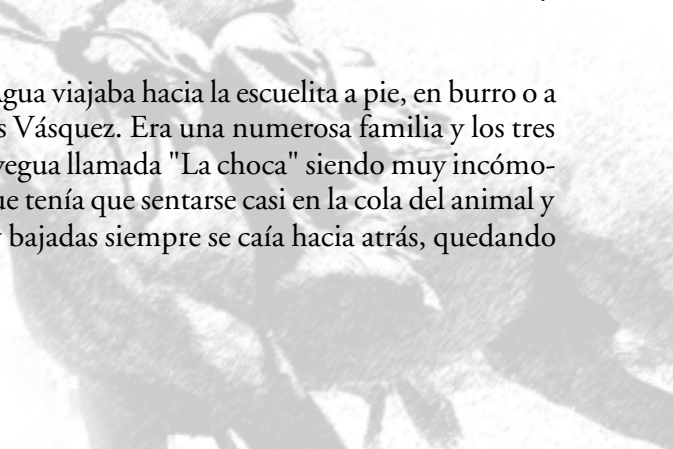 Agua viajaba hacia la escuelita a pie, en burro o a
s Vásquez. Era una numerosa familia y los tres
yegua llamada "La choca" siendo muy incómo-
ue tenía que sentarse casi en la cola del animal y
y bajadas siempre se caía hacia atrás, quedando